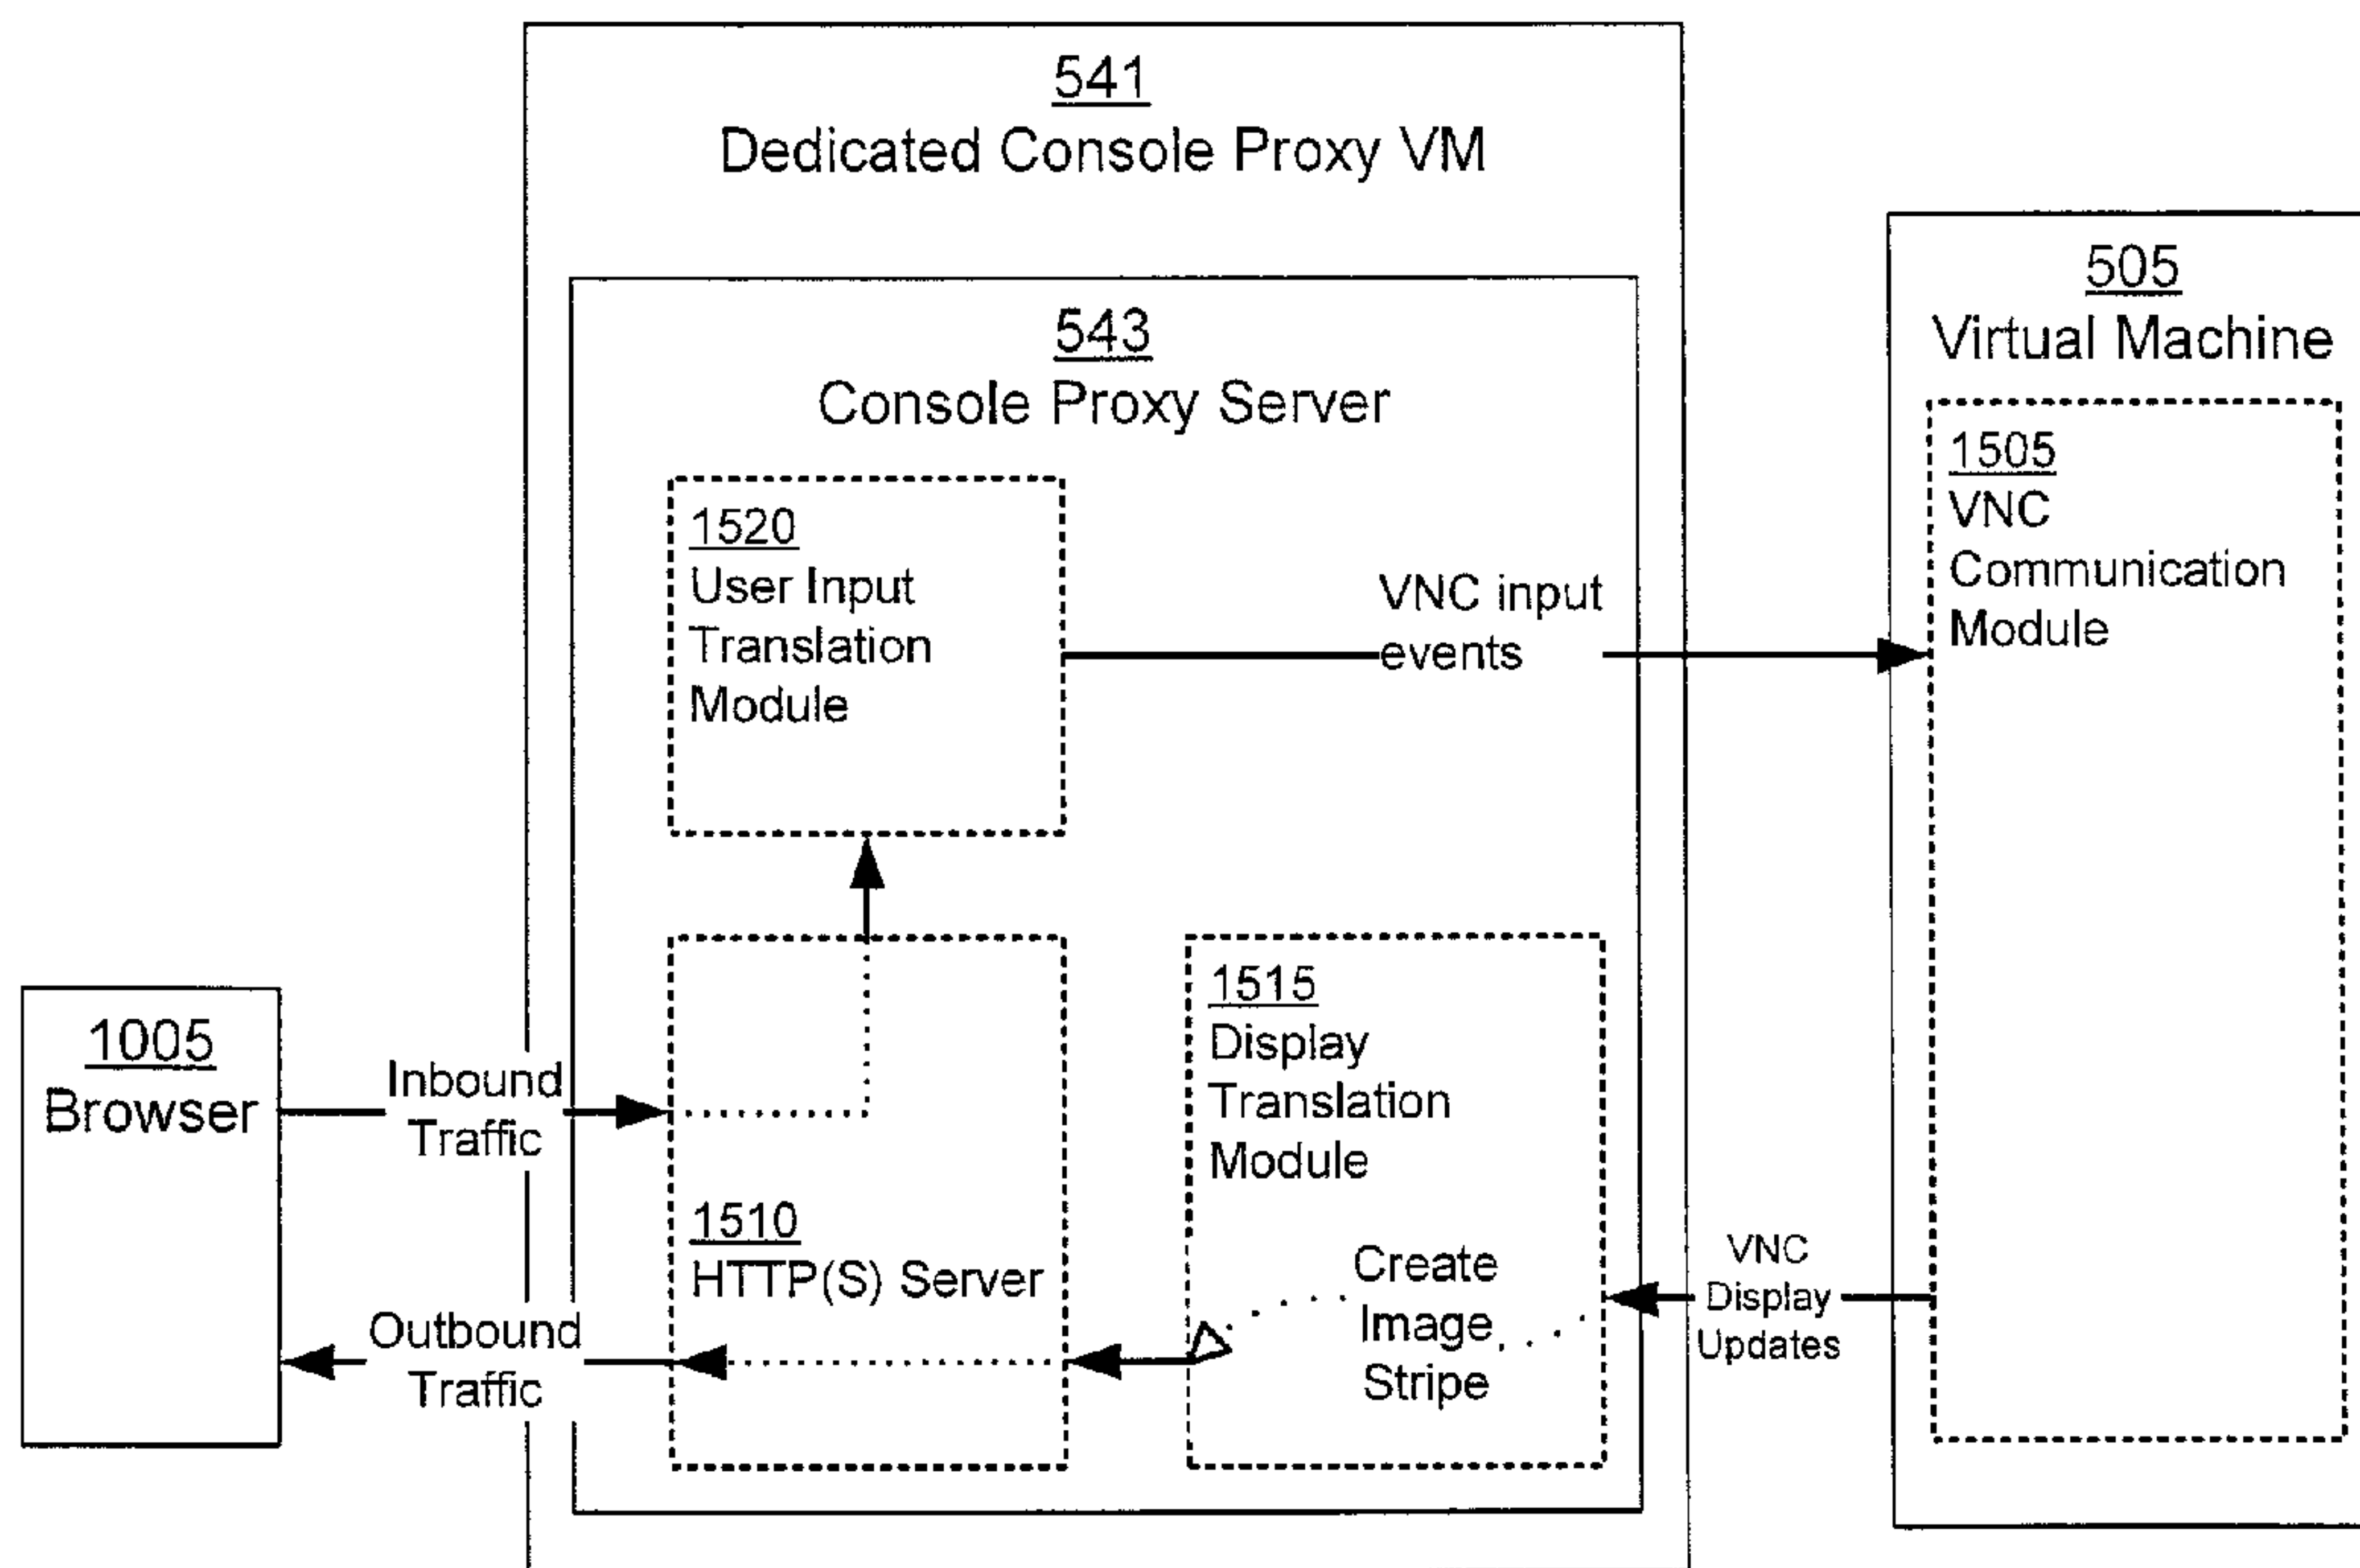 541
Dedicated Console Proxy VM
543
Console Proxy Server
505
Virtual Machine
1520
User Input
Translation
Module
VNC input
events
1505
VNC
Communication
Module
1005
Browser
Inbound
Traffic
Outbound
Traffic
1510
HTTP(S) Server
1515
Display
Translation
Module
Create
Image
Stripe
VNC
Display
Updates